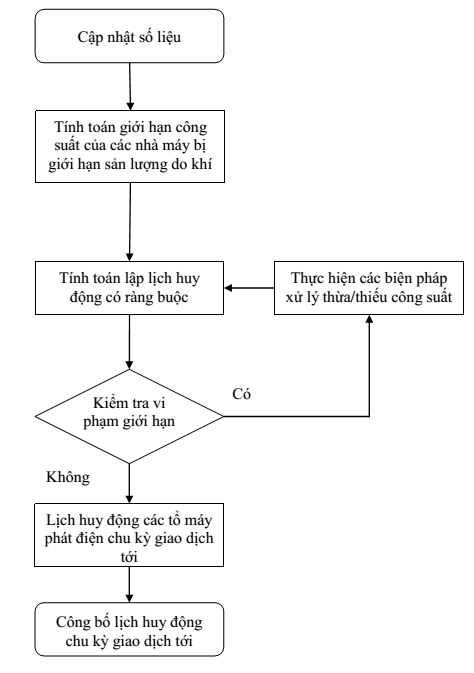 Cập nhật số liệu
Tính toán giới hạn công
suất của các nhà máy bị
giới hạn sản lượng do khí
Tính toán lập lịch huy
động có ràng buộc
Thực hiện các biện pháp
xử lý thừa/thiếu công suất
Kiểm tra vi
phạm giới hạn
Có
Không
Lịch huy động các tổ máy
phát điện chu kỳ giao dịch
tới
Công bố lịch huy động
chu kỳ giao dịch tới